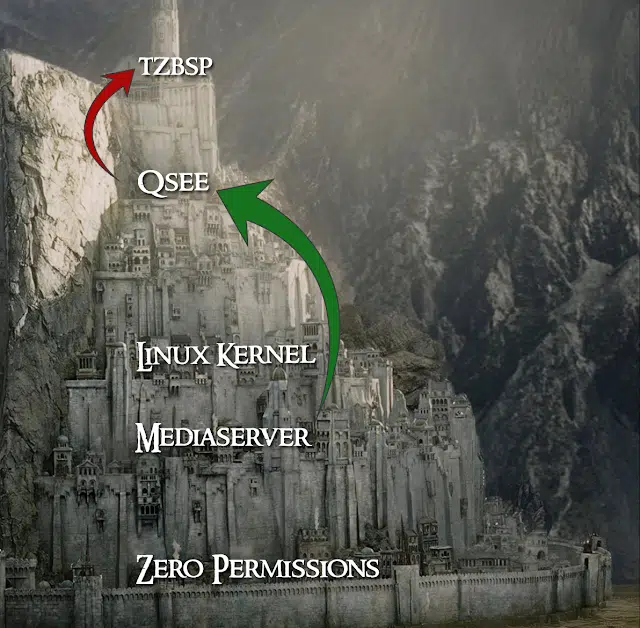 TZBSP
QSEE
LINUX KERNEL
MEDIASERVER
ZERO PERMISSIONS